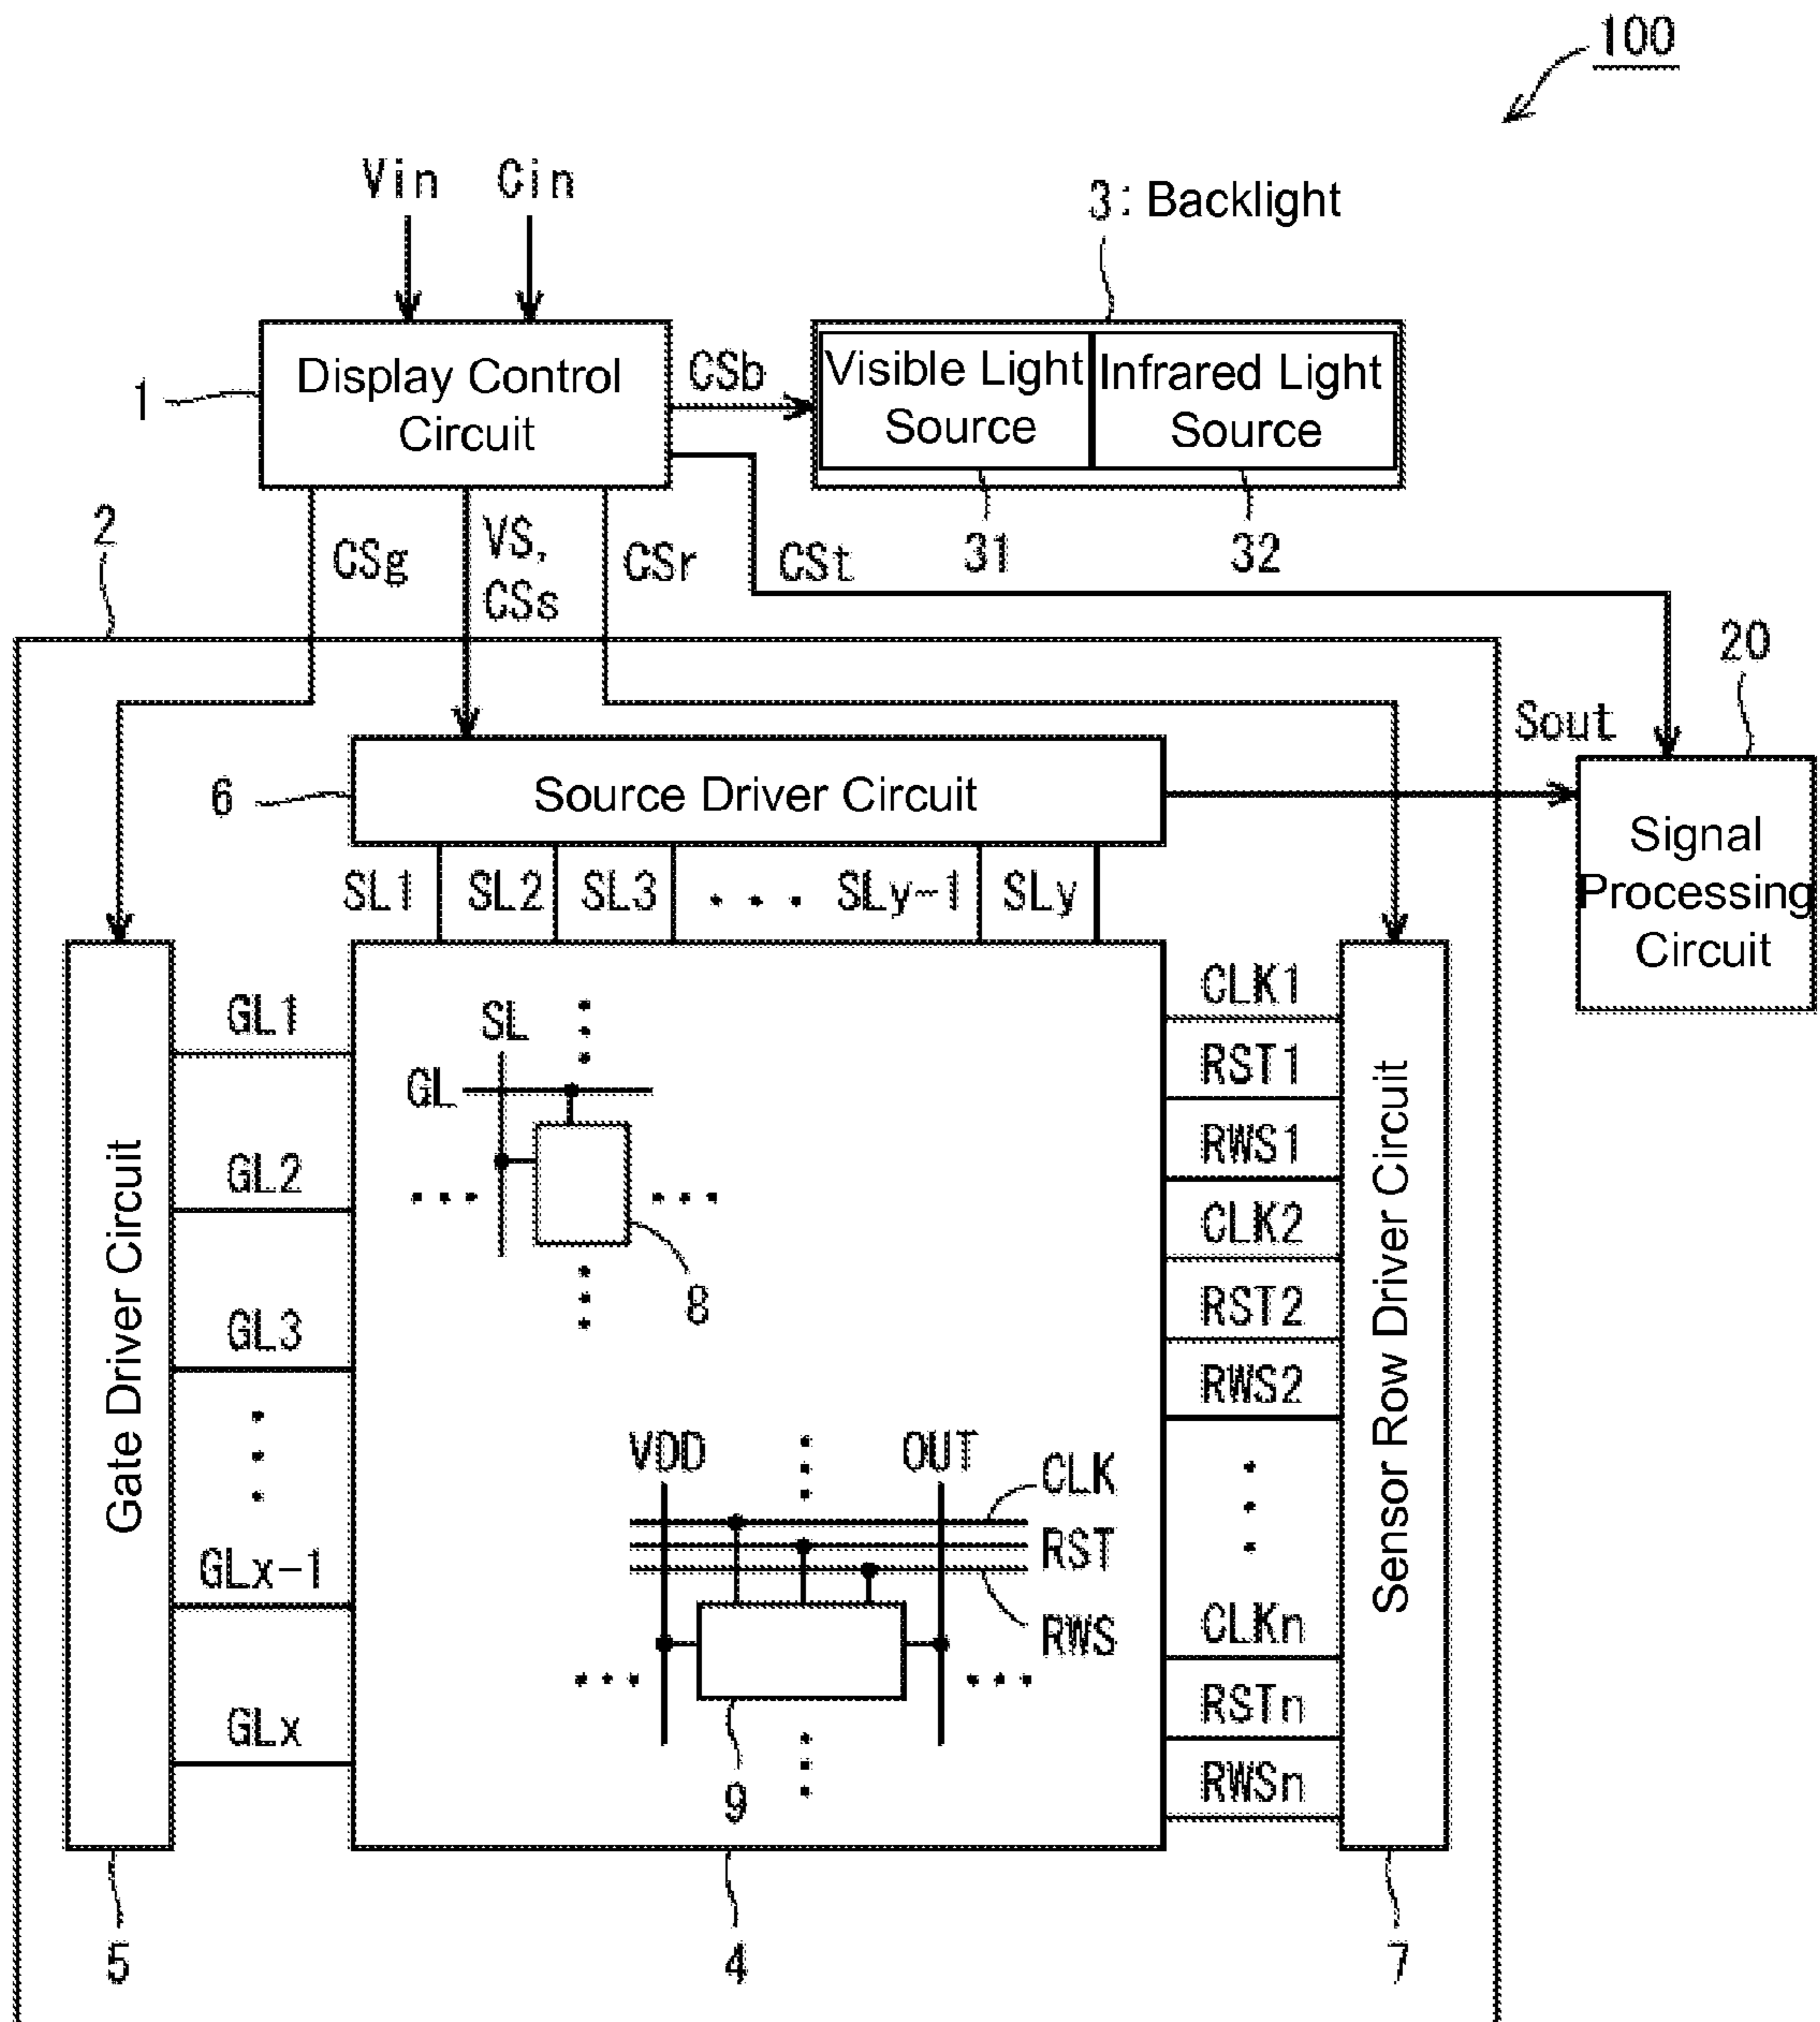 100
Vin Cin
3: Backlight
1
Display Control
Circuit
CSb
Visible Light
Source
Infrared Light
Source
31
32
2
CSg
VS,
CSs
CSr
CSt
20
Sout
6
Source Driver Circuit
Signal
Processing
Circuit
SL1 SL2 SL3 ... SLy-1 SLy
Gate Driver Circuit
GL1
GL2
GL3
GLx-1
GLx
SL
GL
8
VDD
OUT
CLK
RST
RWS
9
CLK1
RST1
RWS1
CLK2
RST2
RWS2
CLKn
RSTn
RWSn
Sensor Row Driver Circuit
5
4
7